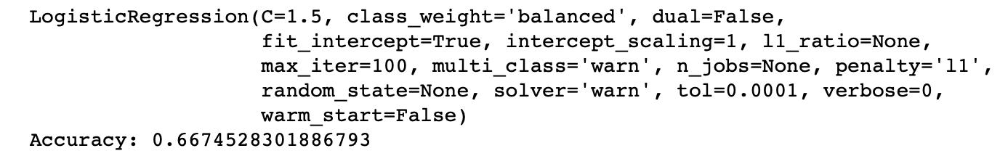 LogisticRegression(C=1.5, class_weight='balanced', dual=False,
fit_intercept=True, intercept_scaling=1, l1_ratio=None,
max_iter=100, multi_class='warn', n_jobs=None, penalty='l1',
random_state=None, solver='warn', tol=0.0001, verbose=0,
warm_start=False)
Accuracy: 0.6674528301886793